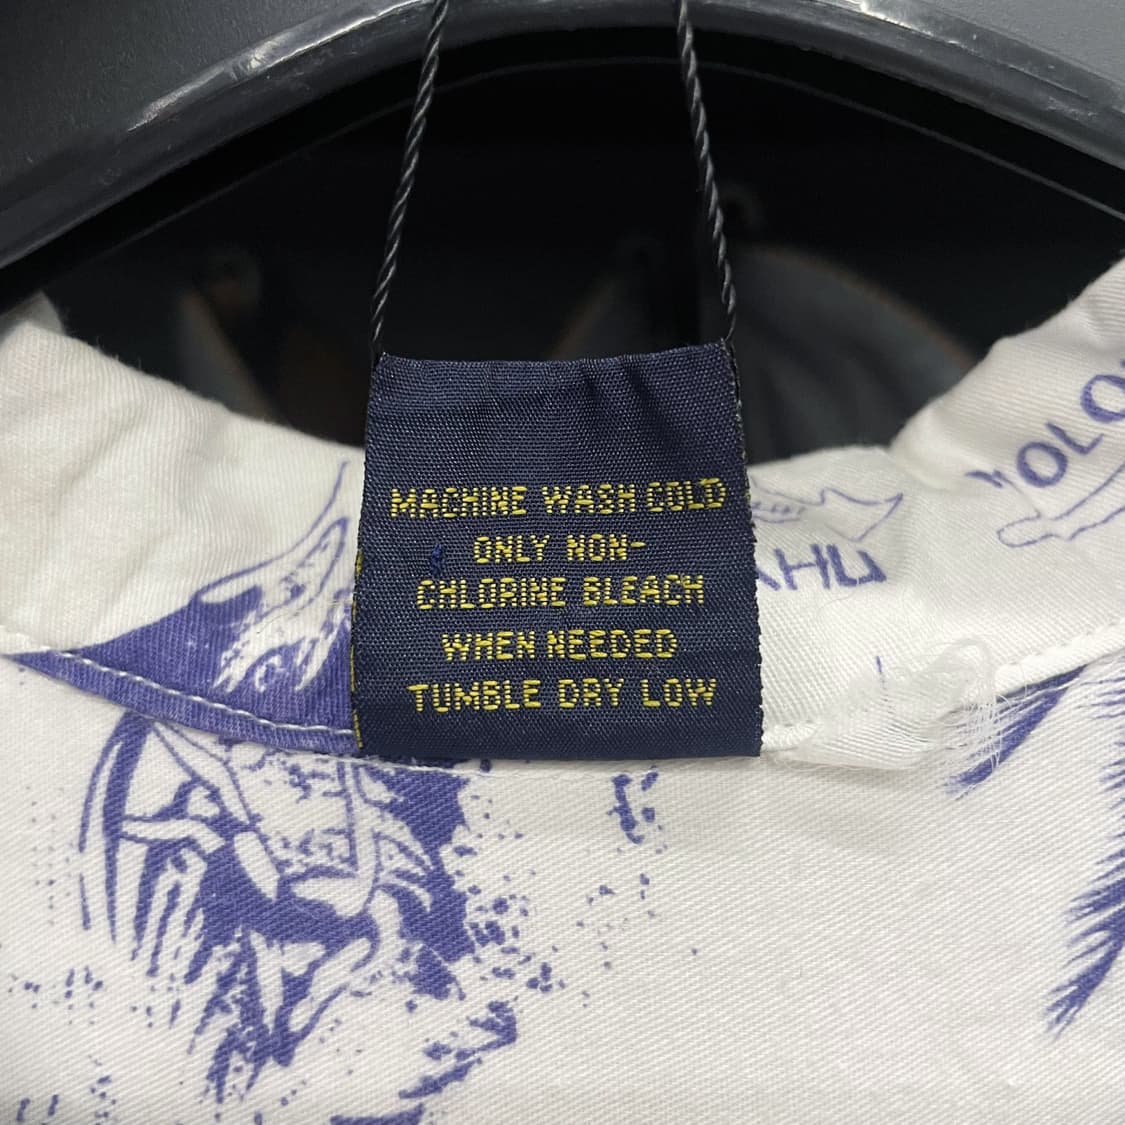 MACHINE WASH COLD
ONLY NON-
CHLORINE BLEACH
WHEN NEEDED
TUMBLE DRY LOW